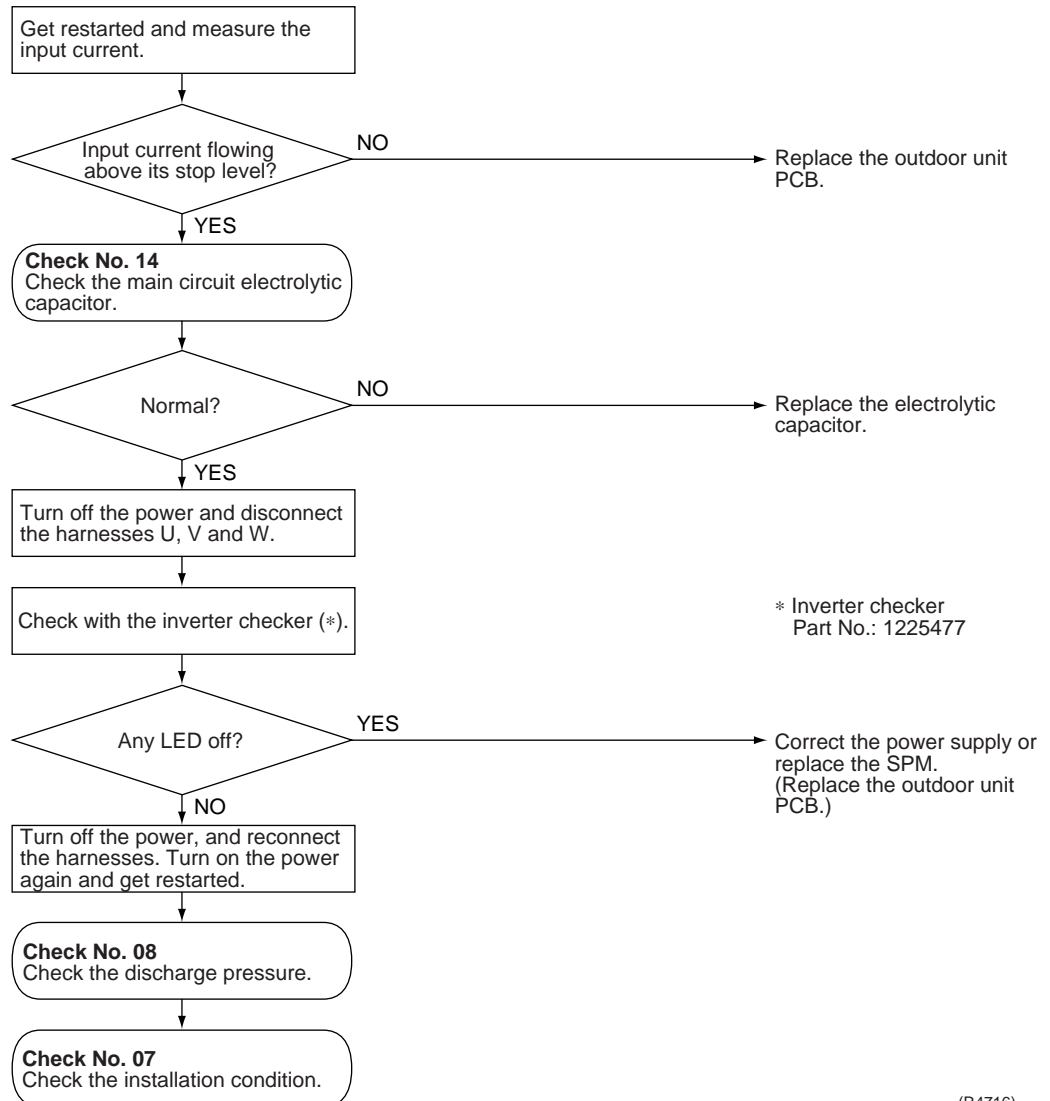 Get restarted and measure the
input current.
Input current flowing
above its stop level?
NO
Replace the outdoor unit
PCB.
YES
Check No. 14
Check the main circuit electrolytic
capacitor.
Normal?
NO
Replace the electrolytic
capacitor.
YES
Turn off the power and disconnect
the harnesses U, V and W.
Check with the inverter checker (*).
* Inverter checker
Part No.: 1225477
Any LED off?
YES
Correct the power supply or
replace the SPM.
(Replace the outdoor unit
PCB.)
NO
Turn off the power, and reconnect
the harnesses. Turn on the power
again and get restarted.
Check No. 08
Check the discharge pressure.
Check No. 07
Check the installation condition.
(R4716)